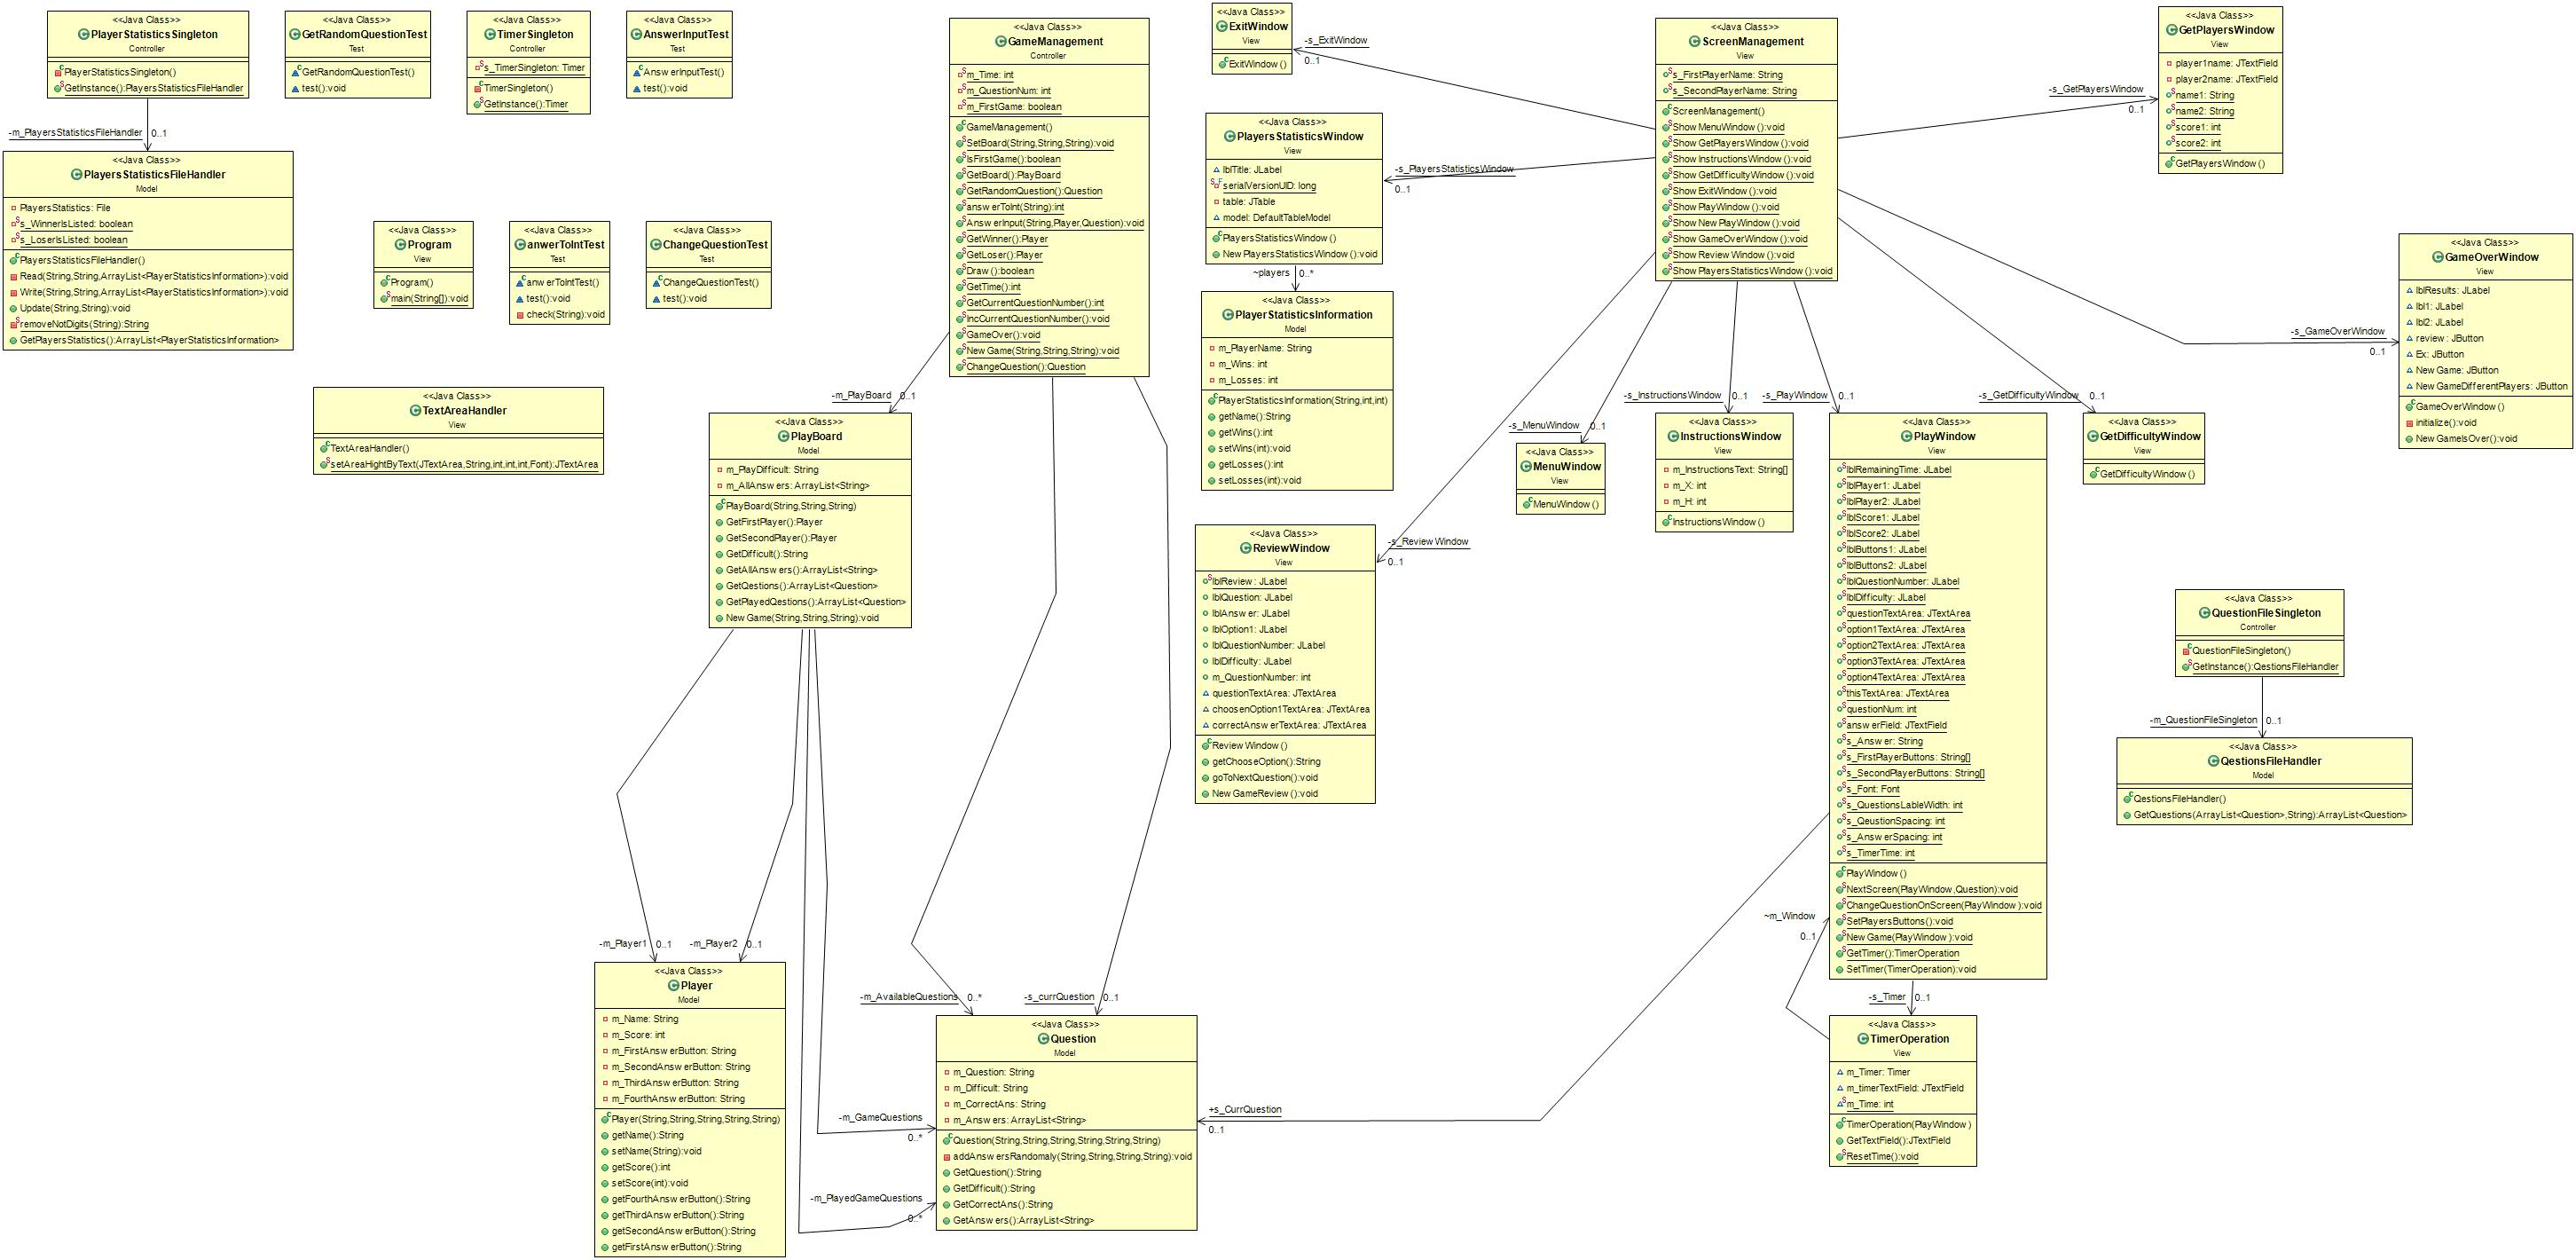 <<Java Class>>
PlayerStatisticsSingleton
Controller
PlayerStatisticsSingleton()
GetInstance():PlayersStatisticsFileHandler
-m_PlayersStatisticsFileHandler
0..1
<<Java Class>>
PlayersStatisticsFileHandler
Model
PlayersStatistics: File
s_WinnerIsListed: boolean
s_LoserIsListed: boolean
PlayersStatisticsFileHandler()
Read(String,String,ArrayList<PlayerStatisticsInformation>):void
Write(String,String,ArrayList<PlayerStatisticsInformation>):void
Update(String,String):void
removeNotDigits(String):String
GetPlayersStatistics():ArrayList<PlayerStatisticsInformation>
<<Java Class>>
GetRandomQuestionTest
Test
GetRandomQuestionTest()
test():void
<<Java Class>>
TimerSingleton
Controller
s_TimerSingleton: Timer
TimerSingleton()
GetInstance():Timer
<<Java Class>>
AnswerInputTest
Test
AnswerInputTest()
test():void
<<Java Class>>
Program
View
Program()
main(String[]):void
<<Java Class>>
anwerToIntTest
Test
anwerToIntTest()
test():void
check(String):void
<<Java Class>>
ChangeQuestionTest
Test
ChangeQuestionTest()
test():void
<<Java Class>>
TextAreaHandler
View
TextAreaHandler()
setAreaHightByText(JTextArea,String,int,int,int,Font):JTextArea
<<Java Class>>
GameManagement
Controller
m_Time: int
m_QuestionNum: int
m_FirstGame: boolean
GameManagement()
SetBoard(String,String,String):void
IsFirstGame():boolean
GetBoard():PlayBoard
GetRandomQuestion():Question
answerToInt(String):int
AnswerInput(String,Player,Question):void
GetWinner():Player
GetLoser():Player
Draw():boolean
GetTime():int
GetCurrentQuestionNumber():int
IncCurrentQuestionNumber():void
GameOver():void
NewGame(String,String,String):void
ChangeQuestion():Question
-m_PlayBoard
0..1
<<Java Class>>
PlayBoard
Model
m_PlayDifficult: String
m_AllAnswers: ArrayList<String>
PlayBoard(String,String,String)
GetFirstPlayer():Player
GetSecondPlayer():Player
GetDifficult():String
GetAllAnswers():ArrayList<String>
GetQestions():ArrayList<Question>
GetPlayedQestions():ArrayList<Question>
NewGame(String,String,String):void
-m_Player1
0..1
-m_Player2
0..1
<<Java Class>>
Player
Model
m_Name: String
m_Score: int
m_FirstAnswerButton: String
m_SecondAnswerButton: String
m_ThirdAnswerButton: String
m_FourthAnswerButton: String
Player(String,String,String,String,String)
getName():String
setName(String):void
getScore():int
setScore(int):void
getFourthAnswerButton():String
getThirdAnswerButton():String
getSecondAnswerButton():String
getFirstAnswerButton():String
-m_AvailableQuestions
0..*
-s_currQuestion
0..1
-m_GameQuestions
0..*
-m_PlayedGameQuestions
0..*
<<Java Class>>
Question
Model
m_Question: String
m_Difficult: String
m_CorrectAns: String
m_Answers: ArrayList<String>
Question(String,String,String,String,String,String)
addAnswersRandomaly(String,String,String,String):void
GetQuestion():String
GetDifficult():String
GetCorrectAns():String
GetAnswers():ArrayList<String>
+s_CurrQuestion
0..1
<<Java Class>>
ExitWindow
View
ExitWindow()
-s_ExitWindow
0..1
<<Java Class>>
PlayersStatisticsWindow
View
lblTitle: JLabel
serialVersionUID: long
table: JTable
model: DefaultTableModel
PlayersStatisticsWindow()
NewPlayersStatisticsWindow():void
-s_PlayersStatisticsWindow
0..1
~players
0..*
<<Java Class>>
PlayerStatisticsInformation
Model
m_PlayerName: String
m_Wins: int
m_Losses: int
PlayerStatisticsInformation(String,int,int)
getName():String
getWins():int
setWins(int):void
getLosses():int
setLosses(int):void
<<Java Class>>
ReviewWindow
View
lblReview: JLabel
lblQuestion: JLabel
lblAnswer: JLabel
lblOption1: JLabel
lblQuestionNumber: JLabel
lblDifficulty: JLabel
m_QuestionNumber: int
questionTextArea: JTextArea
choosenOption1TextArea: JTextArea
correctAnswerTextArea: JTextArea
ReviewWindow()
getChooseOption():String
goToNextQuestion():void
NewGameReview():void
-s_ReviewWindow
0..1
<<Java Class>>
ScreenManagement
View
s_FirstPlayerName: String
s_SecondPlayerName: String
ScreenManagement()
ShowMenuWindow():void
ShowGetPlayersWindow():void
ShowInstructionsWindow():void
ShowGetDifficultyWindow():void
ShowExitWindow():void
ShowPlayWindow():void
ShowNewPlayWindow():void
ShowGameOverWindow():void
ShowReviewWindow():void
ShowPlayersStatisticsWindow():void
-s_MenuWindow
0..1
<<Java Class>>
MenuWindow
View
MenuWindow()
-s_InstructionsWindow
0..1
<<Java Class>>
InstructionsWindow
View
m_InstructionsText: String[]
m_X: int
m_H: int
InstructionsWindow()
-s_PlayWindow
0..1
<<Java Class>>
PlayWindow
View
lblRemainingTime: JLabel
lblPlayer1: JLabel
lblPlayer2: JLabel
lblScore1: JLabel
lblScore2: JLabel
lblButtons1: JLabel
lblButtons2: JLabel
lblQuestionNumber: JLabel
lblDifficulty: JLabel
questionTextArea: JTextArea
option1TextArea: JTextArea
option2TextArea: JTextArea
option3TextArea: JTextArea
option4TextArea: JTextArea
thisTextArea: JTextArea
questionNum: int
answerField: JTextField
s_Answer: String
s_FirstPlayerButtons: String[]
s_SecondPlayerButtons: String[]
s_Font: Font
s_QuestionsLableWidth: int
s_QeustionSpacing: int
s_AnswerSpacing: int
s_TimerTime: int
PlayWindow()
NextScreen(PlayWindow,Question):void
ChangeQuestionOnScreen(PlayWindow):void
SetPlayersButtons():void
NewGame(PlayWindow):void
GetTimer():TimerOperation
SetTimer(TimerOperation):void
~m_Window
0..1
-s_Timer
0..1
<<Java Class>>
TimerOperation
View
m_Timer: Timer
m_timerTextField: JTextField
m_Time: int
TimerOperation(PlayWindow)
GetTextField():JTextField
ResetTime():void
-s_GetDifficultyWindow
0..1
<<Java Class>>
GetDifficultyWindow
View
GetDifficultyWindow()
-s_GetPlayersWindow
0..1
<<Java Class>>
GetPlayersWindow
View
player1name: JTextField
player2name: JTextField
name1: String
name2: String
score1: int
score2: int
GetPlayersWindow()
-s_GameOverWindow
0..1
<<Java Class>>
GameOverWindow
View
lblResults: JLabel
lbl1: JLabel
lbl2: JLabel
review: JButton
Ex: JButton
NewGame: JButton
NewGameDifferentPlayers: JButton
GameOverWindow()
initialize():void
NewGameIsOver():void
<<Java Class>>
QuestionFileSingleton
Controller
QuestionFileSingleton()
GetInstance():QestionsFileHandler
-m_QuestionFileSingleton
0..1
<<Java Class>>
QestionsFileHandler
Model
QestionsFileHandler()
GetQuestions(ArrayList<Question>,String):ArrayList<Question>